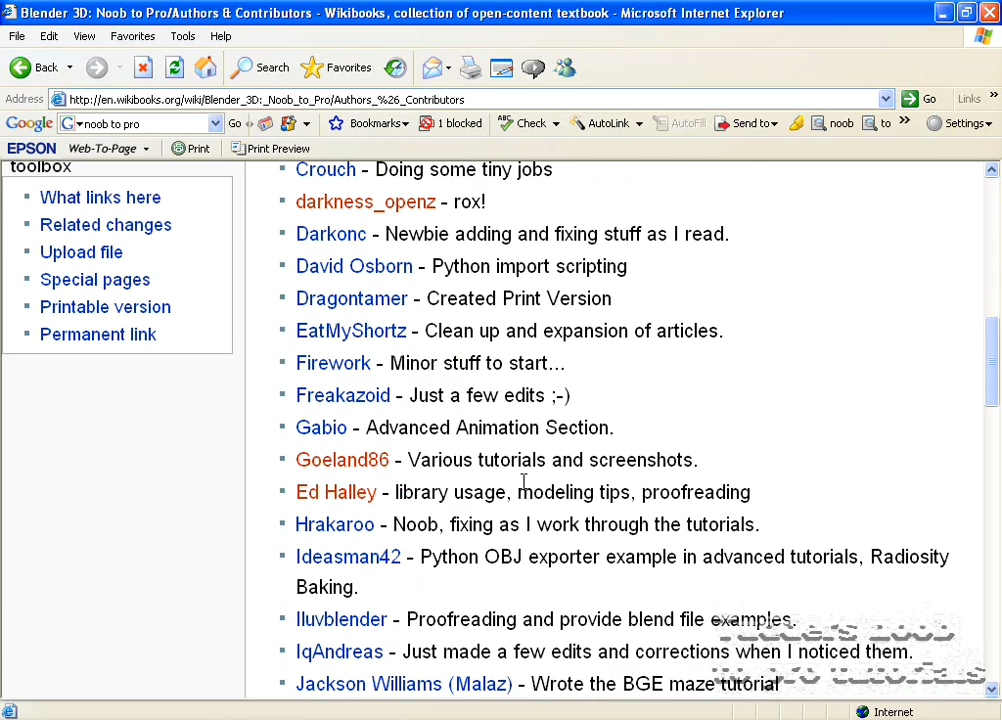 Blender 3D: Noob to Pro/Authors & Contributors - Wikibooks, collection of open-content textbook - Microsoft Internet Explorer
File Edit View Favorites Tools Help
Back Search Favorites
Address http://en.wikibooks.org/wiki/Blender_3D:_Noob_to_Pro/Authors_%26_Contributors Go Links »
Google G noob to pro Go Bookmarks 1 blocked Check AutoLink AutoFill Send to noob to » Settings
EPSON Web-To-Page Print Print Preview
toolbox
What links here
Related changes
Upload file
Special pages
Printable version
Permanent link
Crouch - Doing some tiny jobs
darkness_openz - rox!
Darkonc - Newbie adding and fixing stuff as I read.
David Osborn - Python import scripting
Dragontamer - Created Print Version
EatMyShortz - Clean up and expansion of articles.
Firework - Minor stuff to start...
Freakazoid - Just a few edits ;-)
Gabio - Advanced Animation Section.
Goeland86 - Various tutorials and screenshots.
Ed Halley - library usage, modeling tips, proofreading
Hrakaroo - Noob, fixing as I work through the tutorials.
Ideasman42 - Python OBJ exporter example in advanced tutorials, Radiosity
Baking.
Iluvblender - Proofreading and provide blend file examples.
IqAndreas - Just made a few edits and corrections when I noticed them.
Jackson Williams (Malaz) - Wrote the BGE maze tutorial
noob
to pro tutorials
Internet